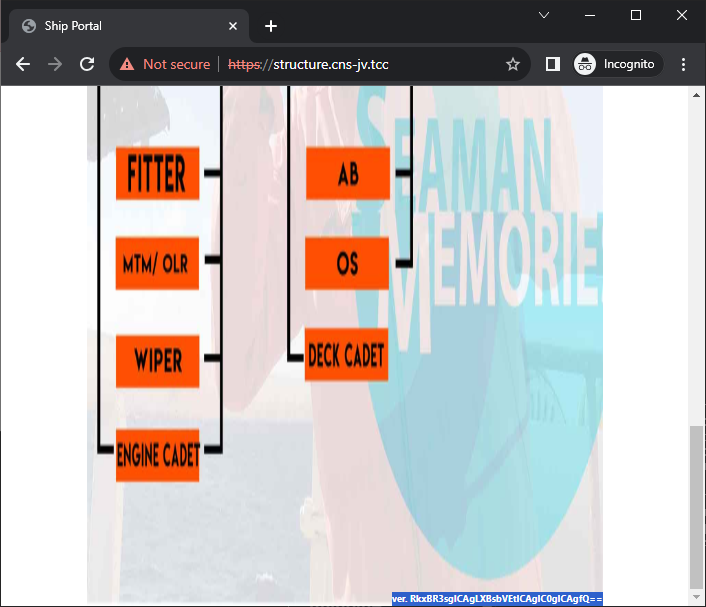 Ship Portal
Not secure | https://structure.cns-jv.tcc
Incognito
SEAMAN
MEMORIES
FITTER
AB
MTM/ OLR
OS
WIPER
DECK CADET
ENGINE CADET
ver. RkxBR3sgICAgLXBsbVEtICAgIC0gICAgfQ==